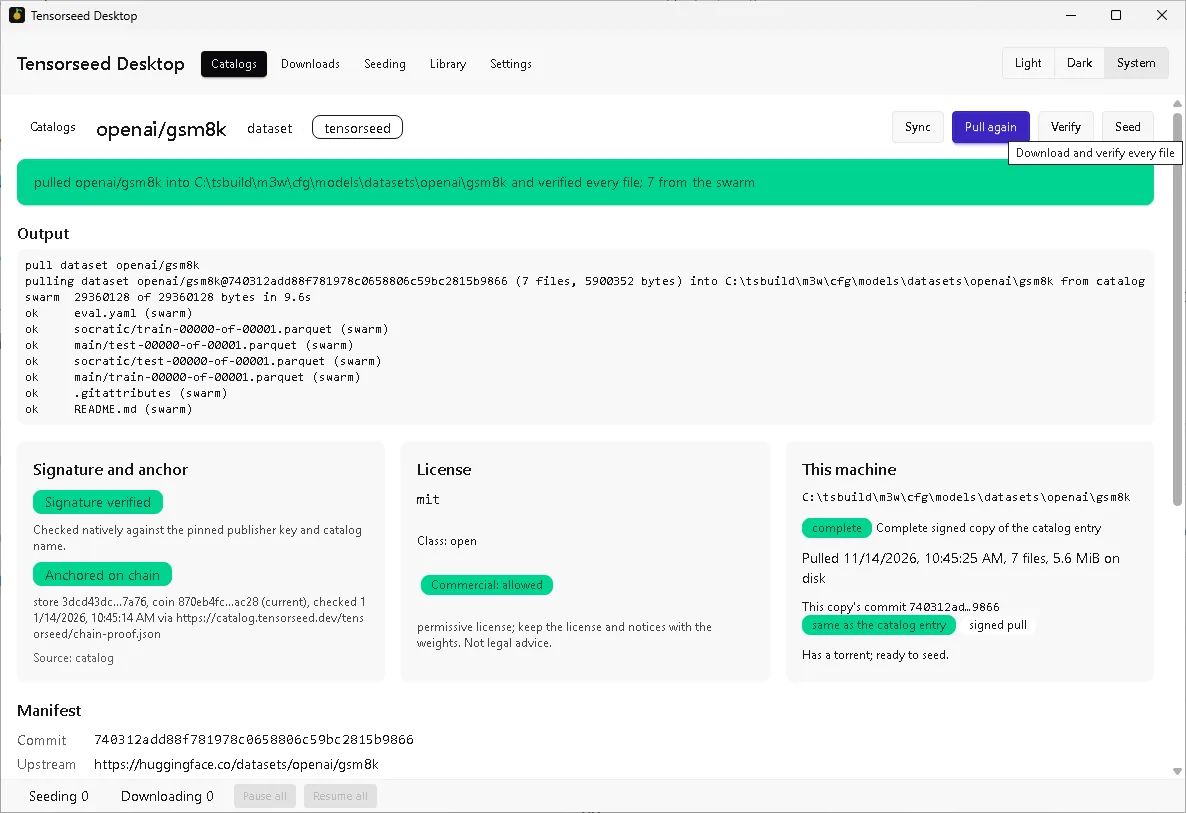 Tensorseed Desktop
Tensorseed Desktop Catalogs Downloads Seeding Library Settings Light Dark System
Catalogs openai/gsm8k dataset tensorseed Sync Pull again Verify Seed
Download and verify every file
pulled openai/gsm8k into C:\tsbuild\m3w\cfg\models\datasets\openai\gsm8k and verified every file; 7 from the swarm
Output
pull dataset openai/gsm8k
pulling dataset openai/gsm8k@740312add88f781978c0658806c59bc2815b9866 (7 files, 5900352 bytes) into C:\tsbuild\m3w\cfg\models\datasets\openai\gsm8k from catalog
swarm 29360128 of 29360128 bytes in 9.6s
ok eval.yaml (swarm)
ok socratic/train-00000-of-00001.parquet (swarm)
ok main/test-00000-of-00001.parquet (swarm)
ok socratic/test-00000-of-00001.parquet (swarm)
ok main/train-00000-of-00001.parquet (swarm)
ok .gitattributes (swarm)
ok README.md (swarm)
Signature and anchor
Signature verified
Checked natively against the pinned publisher key and catalog
name.
Anchored on chain
store 3dcd43dc...7a76, coin 870eb4fc...ac28 (current), checked 1
1/14/2026, 10:45:14 AM via https://catalog.tensorseed.dev/tens
orseed/chain-proof.json
Source: catalog
License
mit
Class: open
Commercial: allowed
permissive license; keep the license and notices with the
weights. Not legal advice.
This machine
C:\tsbuild\m3w\cfg\models\datasets\openai\gsm8k
complete Complete signed copy of the catalog entry
Pulled 11/14/2026, 10:45:25 AM, 7 files, 5.6 MiB on
disk
This copy's commit 740312ad...9866
same as the catalog entry signed pull
Has a torrent; ready to seed.
Manifest
Commit 740312add88f781978c0658806c59bc2815b9866
Upstream https://huggingface.co/datasets/openai/gsm8k
Seeding 0 Downloading 0 Pause all Resume all